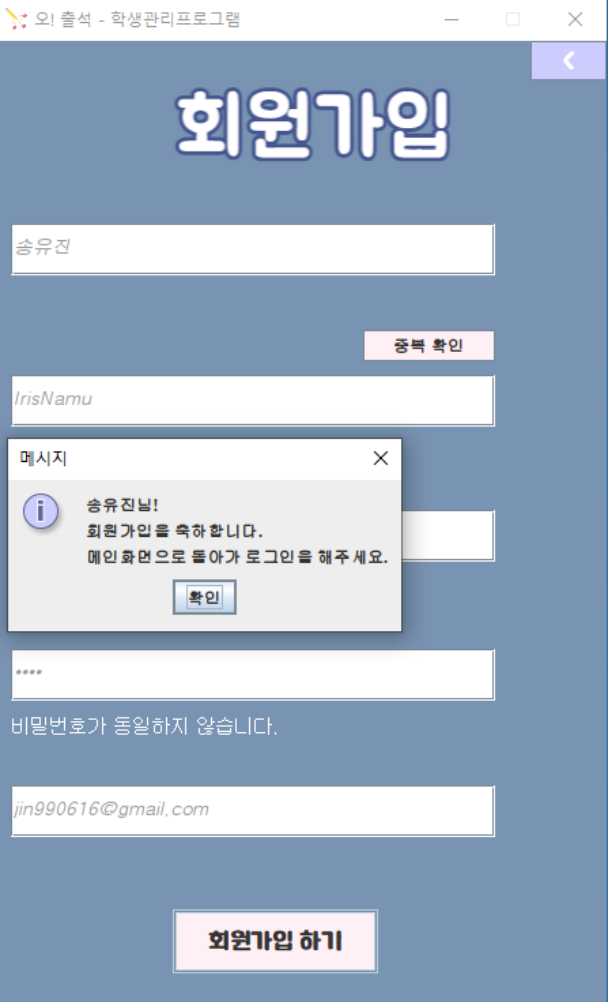 오! 출석 - 학생관리프로그램
회원가입
송유진
중복 확인
IrisNamu
메시지
송유진님!
회원가입을 축하합니다.
메인화면으로 돌아가 로그인을 해주세요.
확인
****
비밀번호가 동일하지 않습니다.
jin990616@gmail.com
회원가입 하기